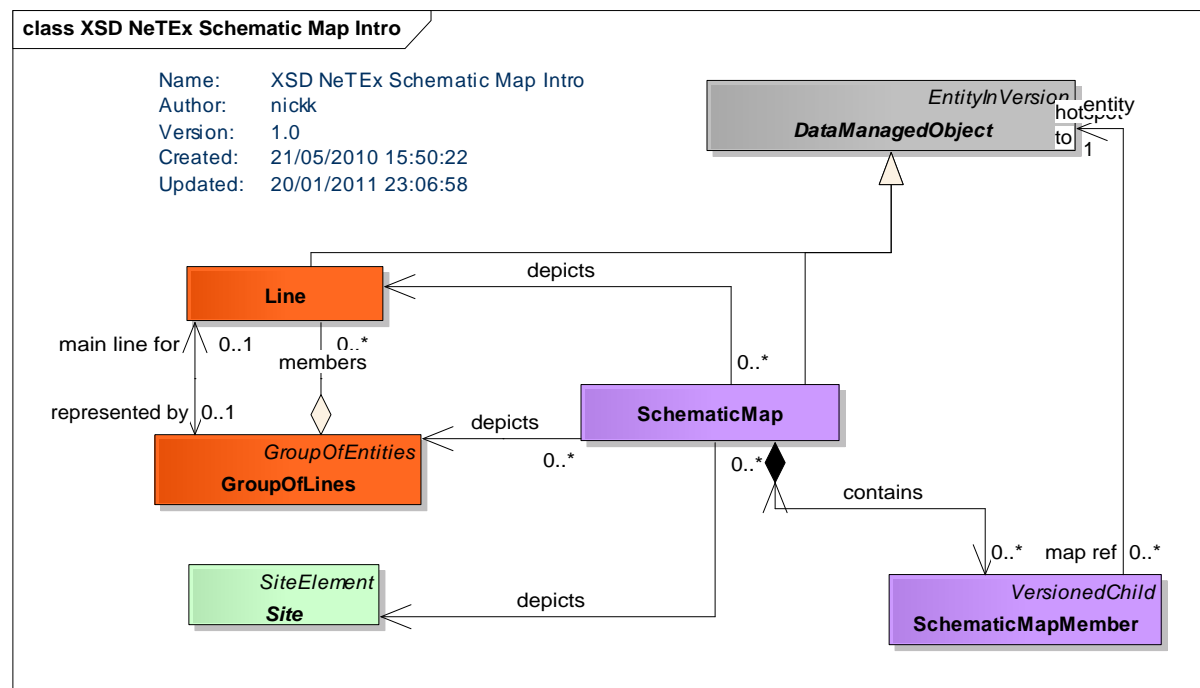 class XSD NeTEx Schematic Map Intro
Name: XSD NeTEx Schematic Map Intro
Author: nickk
Version: 1.0
Created: 21/05/2010 15:50:22
Updated: 20/01/2011 23:06:58
EntityInVersion
DataManagedObject
hotspot
to
entity
1
depicts
Line
main line for
0..1
0..*
members
0..*
represented by
0..1
SchematicMap
depicts
0..*
GroupOfEntities
GroupOfLines
0..*
contains
0..*
map ref
0..*
SiteElement
Site
depicts
VersionedChild
SchematicMapMember